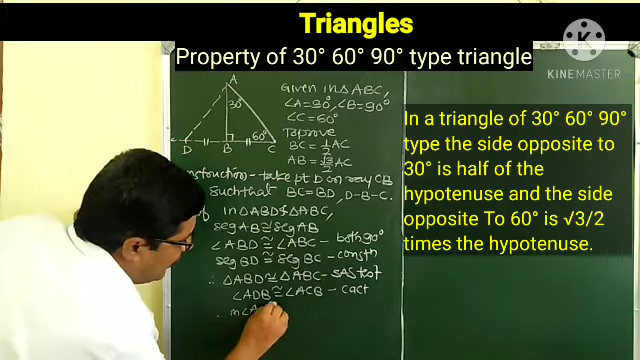 Triangles
Property of 30° 60° 90° type triangle
KINEMASTER
A
30°
60°
D B C
Given in △ABC,
∠A=30°, ∠B=90°
∠C=60°
To prove
BC = 1/2 AC
AB = √3/2 AC
nstruction - take pt D on ray CB
Such that BC=BD, D-B-C.
In △ABD & △ABC,
seg AB ≅ seg AB
∠ABD ≅ ∠ABC - both 90°
seg BD ≅ seg BC - constn
∴ △ABD ≅ △ABC - SAS test
∠ADB ≅ ∠ACB - cact
∴ m∠A
In a triangle of 30° 60° 90°
type the side opposite to
30° is half of the
hypotenuse and the side
opposite To 60° is √3/2
times the hypotenuse.